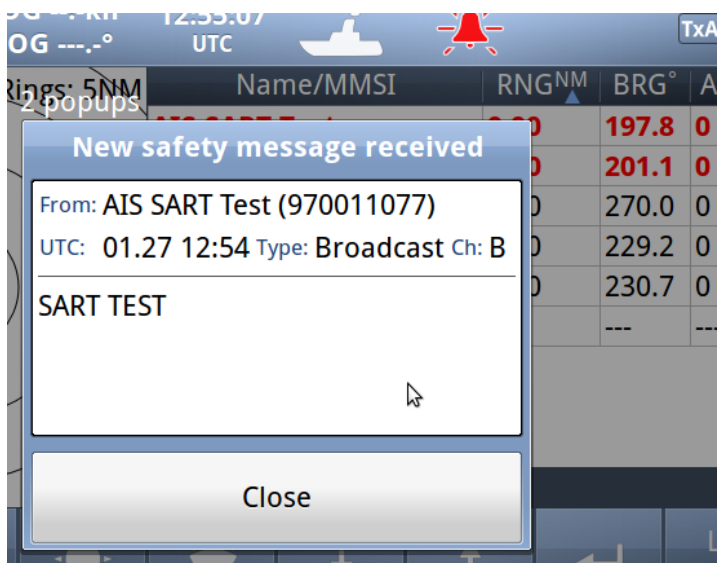 12:55:07
OG ---.-° UTC TxA
Rings: 5NM Name/MMSI RNG NM BRG° A
2 popups
197.8 0
New safety message received
201.1 0
From: AIS SART Test (970011077)
270.0 0
UTC: 01.27 12:54 Type: Broadcast Ch: B
229.2 0
SART TEST
230.7 0
--- ---
Close